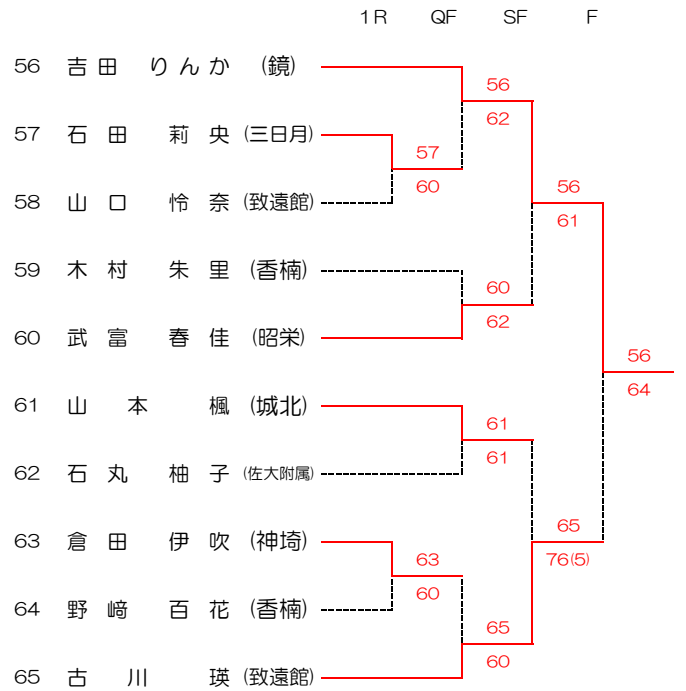 1R QF SF F
56 吉田 りんか (鏡)
56
62
57 石田 莉央 (三日月)
57
60
58 山口 怜奈 (致遠館)
56
61
59 木村 朱里 (香楠)
60
62
60 武富 春佳 (昭栄)
56
64
61 山本 楓 (城北)
61
61
62 石丸 柚子 (佐大附属)
63 倉田 伊吹 (神埼)
65
76(5)
63
60
64 野﨑 百花 (香楠)
65
60
65 古川 瑛 (致遠館)